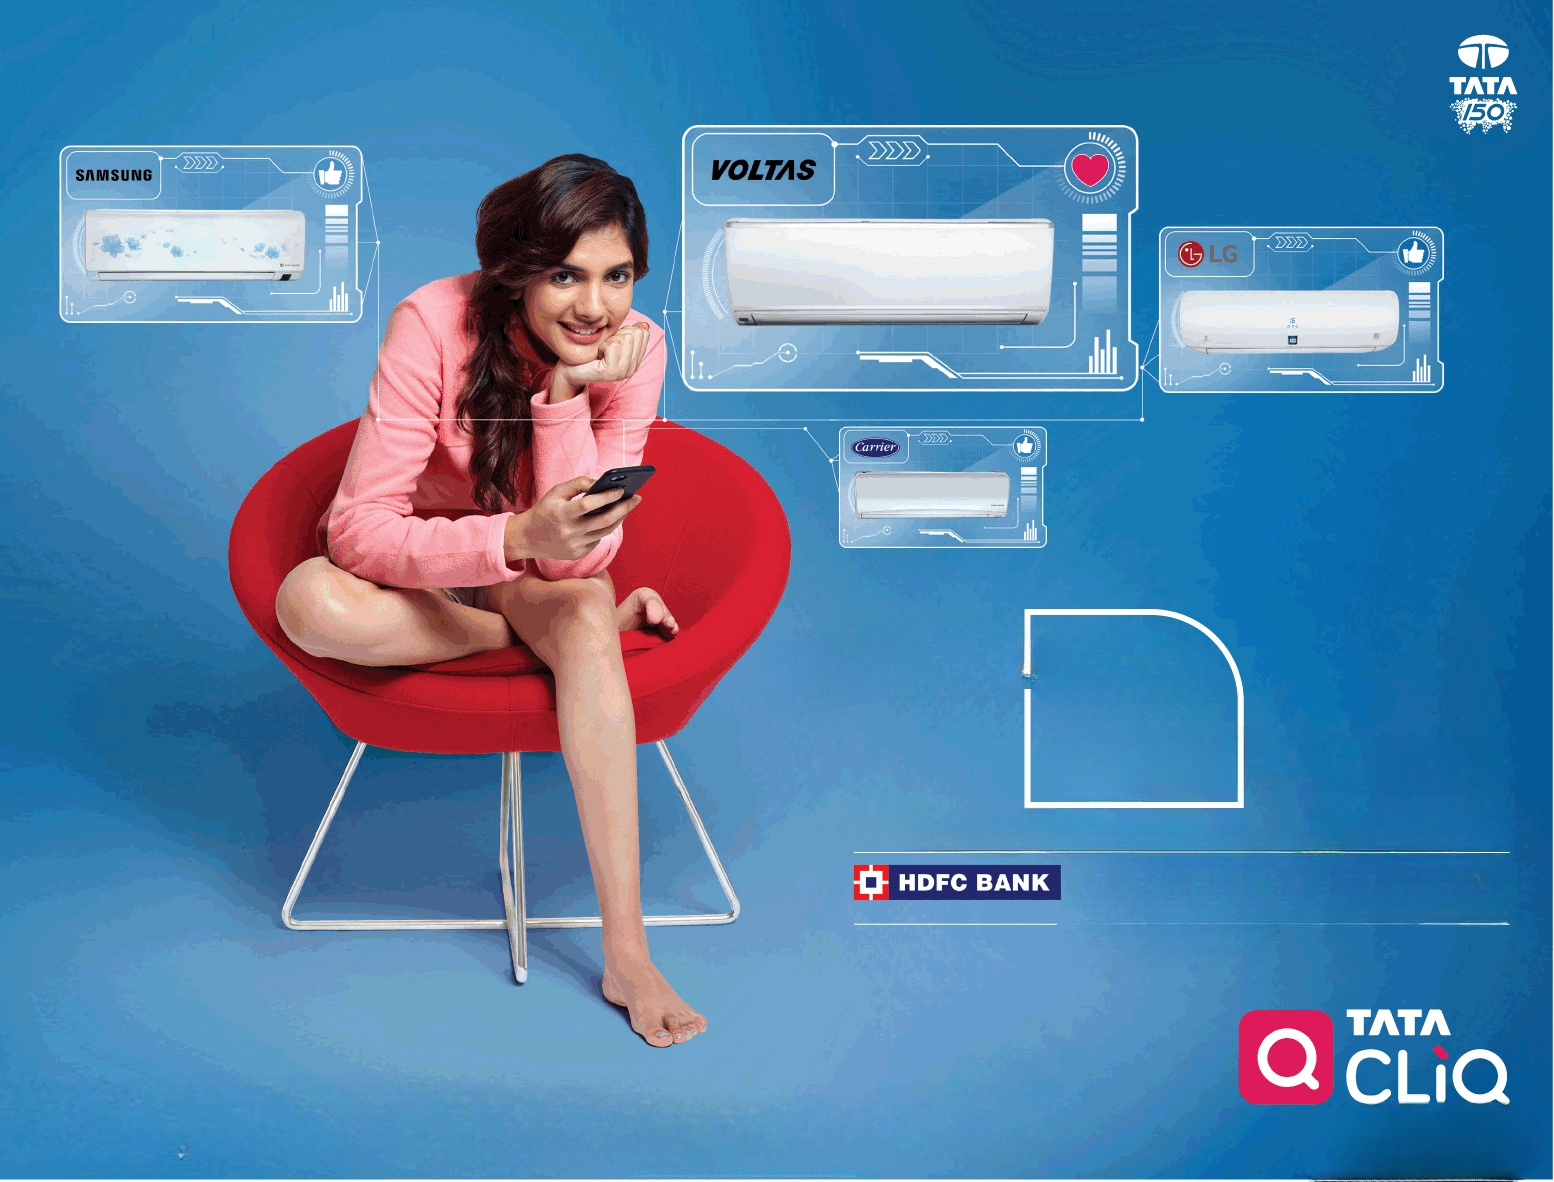 TATA
150
SAMSUNG
VOLTAS
LG
Carrier
HDFC BANK
TATA
CLiQ